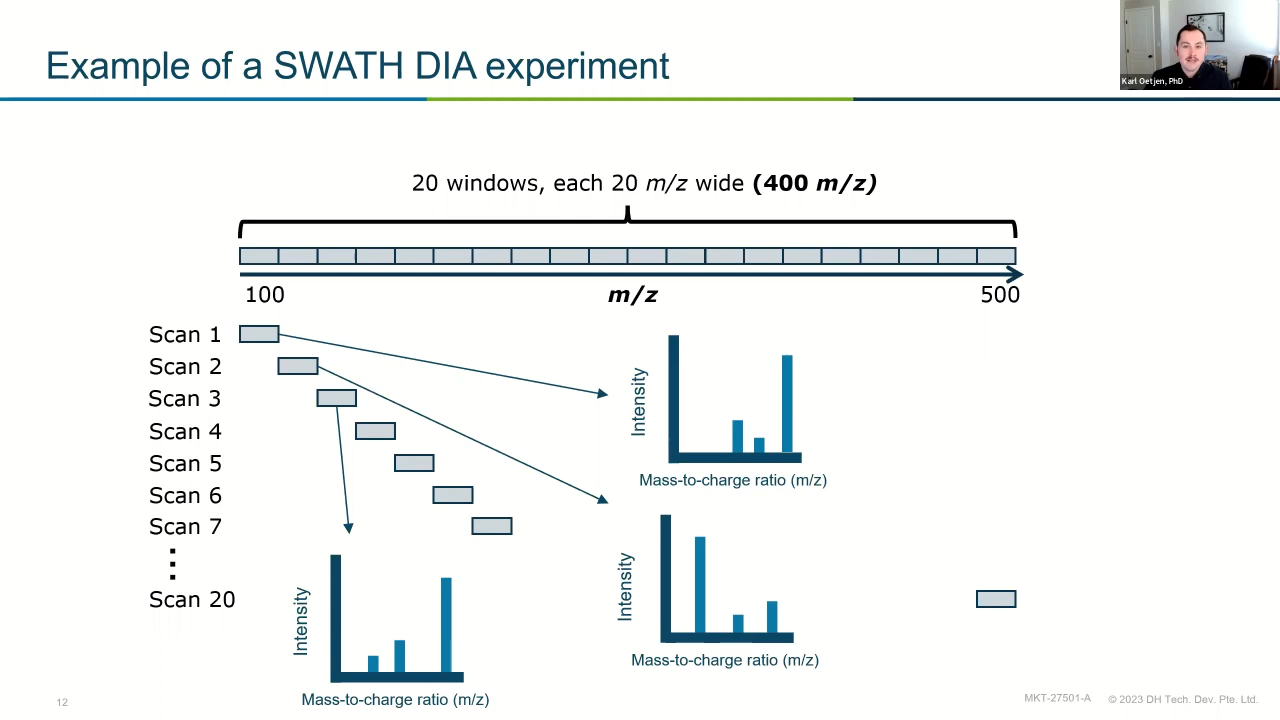 Example of a SWATH DIA experiment
Karl Oetjen, PhD
20 windows, each 20 m/z wide (400 m/z)
100
m/z
500
Scan 1
Scan 2
Scan 3
Scan 4
Scan 5
Scan 6
Scan 7
Scan 20
Intensity
Mass-to-charge ratio (m/z)
Intensity
Mass-to-charge ratio (m/z)
Intensity
Mass-to-charge ratio (m/z)
12
MKT-27501-A
© 2023 DH Tech. Dev. Pte. Ltd.